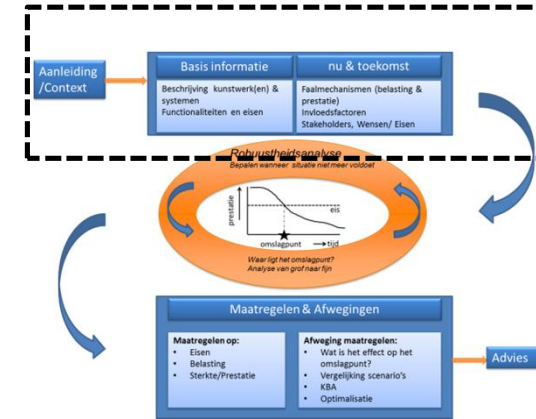 Aanleiding
/Context
Basis informatie
Beschrijving kunstwerk(en) &
systemen
Functionaliteiten en eisen
nu & toekomst
Faalmechanismen (belasting &
prestatie)
Invloedsfactoren
Stakeholders, Wensen/ Eisen
Robuustheidsanalyse
Bepalen wanneer situatie niet meer voldoet
prestatie
eis
omslagpunt
tijd
Waar ligt het omslagpunt?
Analyse van grof naar fijn
Maatregelen & Afwegingen
Maatregelen op:
• Eisen
• Belasting
• Sterkte/Prestatie
Afweging maatregelen:
• Wat is het effect op het
omslagpunt?
• Vergelijking scenario's
• KBA
• Optimalisatie
Advies